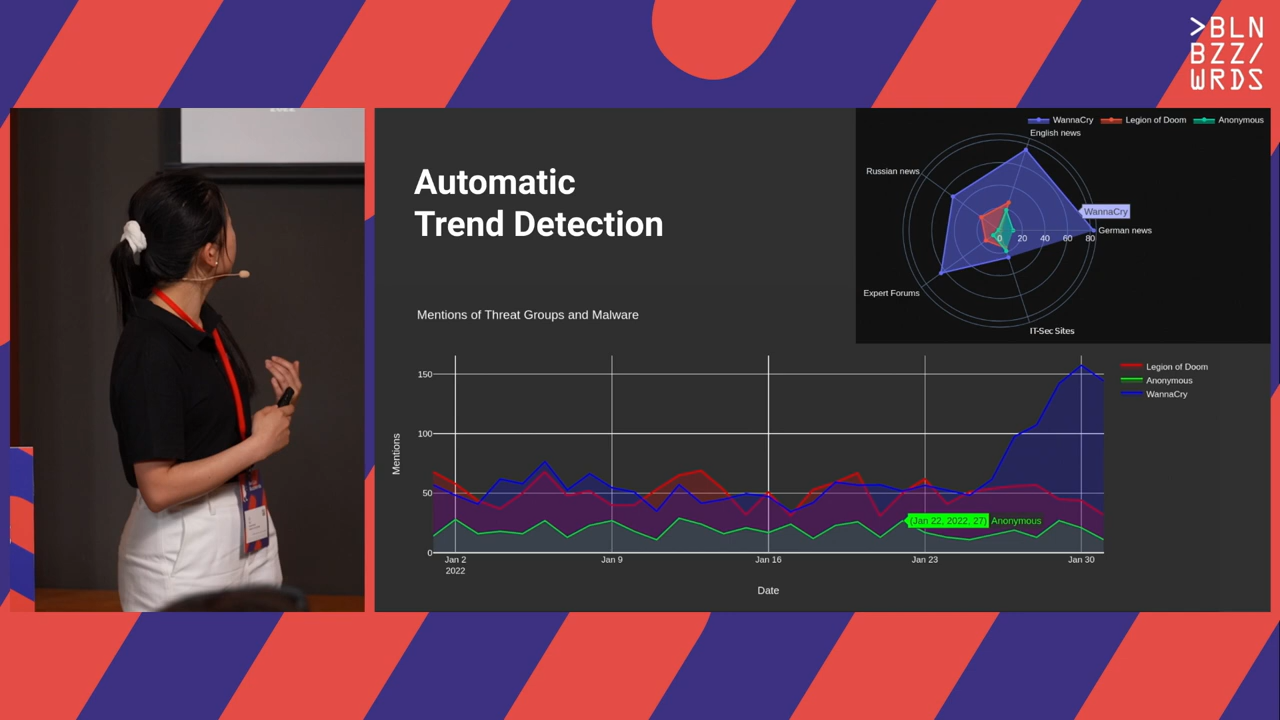 >BLN
BZZ/
WRDS
2022
Automatic
Trend Detection
WannaCry Legion of Doom Anonymous
English news
Russian news
WannaCry
German news
0 20 40 60 80
Expert Forums
IT-Sec Sites
Mentions of Threat Groups and Malware
Legion of Doom
Anonymous
WannaCry
150
100
50
0
Mentions
(Jan 22, 2022, 27) Anonymous
Jan 2 Jan 9 Jan 16 Jan 23 Jan 30
2022
Date